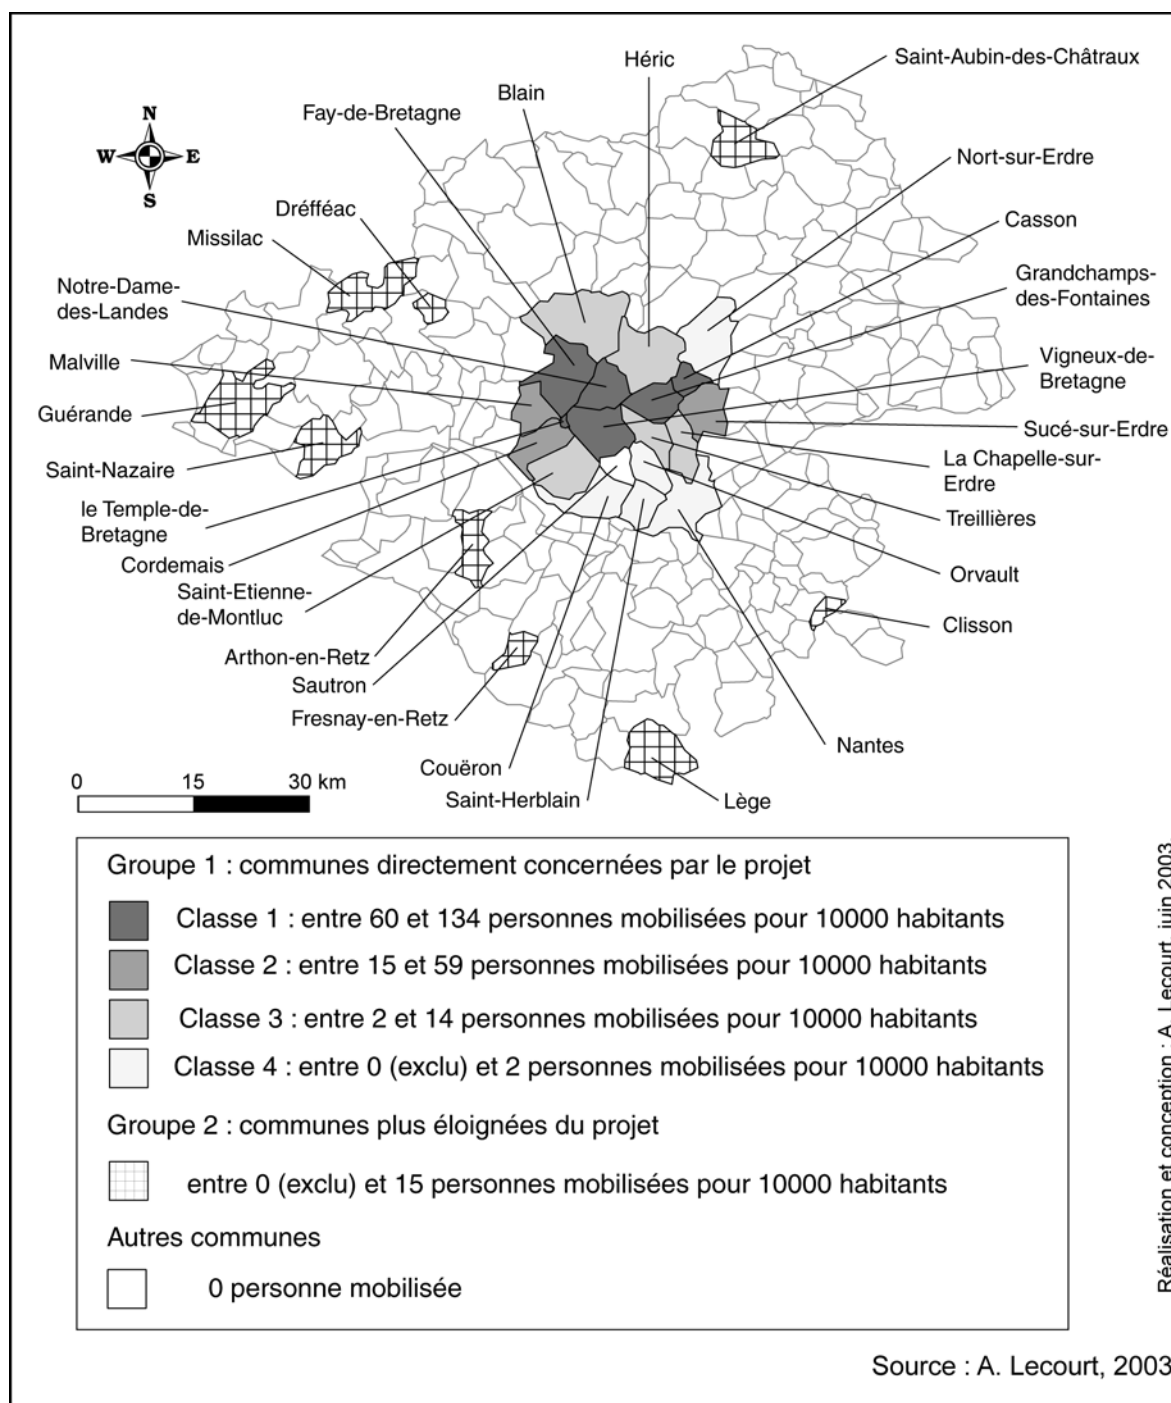 Héric
Saint-Aubin-des-Châtraux
Blain
Fay-de-Bretagne
N
W
E
S
Nort-sur-Erdre
Dréfféac
Casson
Missilac
Grandchamps-
des-Fontaines
Notre-Dame-
des-Landes
Malville
Vigneux-de-
Bretagne
Guérande
Sucé-sur-Erdre
Saint-Nazaire
La Chapelle-sur-
Erdre
le Temple-de-
Bretagne
Treillières
Cordemais
Saint-Etienne-
de-Montluc
Orvault
Clisson
Arthon-en-Retz
Sautron
Fresnay-en-Retz
Nantes
Couëron
Saint-Herblain
Lège
0 15 30 km
Groupe 1 : communes directement concernées par le projet
Classe 1 : entre 60 et 134 personnes mobilisées pour 10000 habitants
Classe 2 : entre 15 et 59 personnes mobilisées pour 10000 habitants
Classe 3 : entre 2 et 14 personnes mobilisées pour 10000 habitants
Classe 4 : entre 0 (exclu) et 2 personnes mobilisées pour 10000 habitants
Groupe 2 : communes plus éloignées du projet
entre 0 (exclu) et 15 personnes mobilisées pour 10000 habitants
Autres communes
0 personne mobilisée
Réalisation et conception : A. Lecourt, juin 2003.
Source : A. Lecourt, 2003